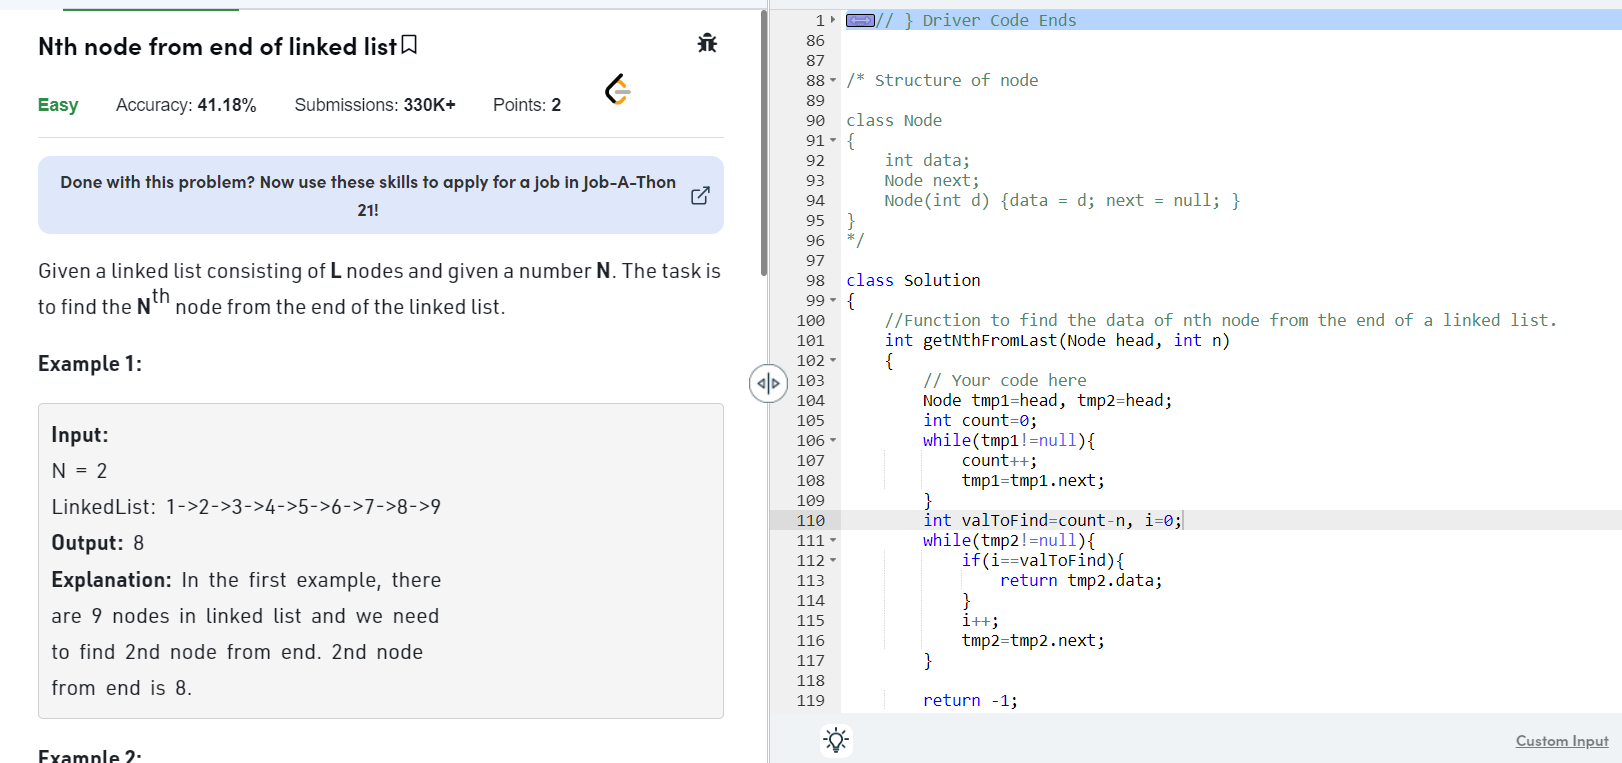 Nth node from end of linked list
Easy Accuracy: 41.18% Submissions: 330K+ Points: 2
Done with this problem? Now use these skills to apply for a job in Job-A-Thon
21!
Given a linked list consisting of L nodes and given a number N. The task is
to find the Nth node from the end of the linked list.
Example 1:
Input:
N = 2
LinkedList: 1->2->3->4->5->6->7->8->9
Output: 8
Explanation: In the first example, there
are 9 nodes in linked list and we need
to find 2nd node from end. 2nd node
from end is 8.
Example 2:
1 // } Driver Code Ends
86
87
88 /* Structure of node
89
90 class Node
91 {
92     int data;
93     Node next;
94     Node(int d) {data = d; next = null; }
95 }
96 */
97
98 class Solution
99 {
100     //Function to find the data of nth node from the end of a linked list.
101     int getNthFromLast(Node head, int n)
102     {
103         // Your code here
104         Node tmp1=head, tmp2=head;
105         int count=0;
106         while(tmp1!=null){
107             count++;
108             tmp1=tmp1.next;
109         }
110         int valToFind=count-n, i=0;
111         while(tmp2!=null){
112             if(i==valToFind){
113                 return tmp2.data;
114             }
115             i++;
116             tmp2=tmp2.next;
117         }
118
119         return -1;
Custom Input